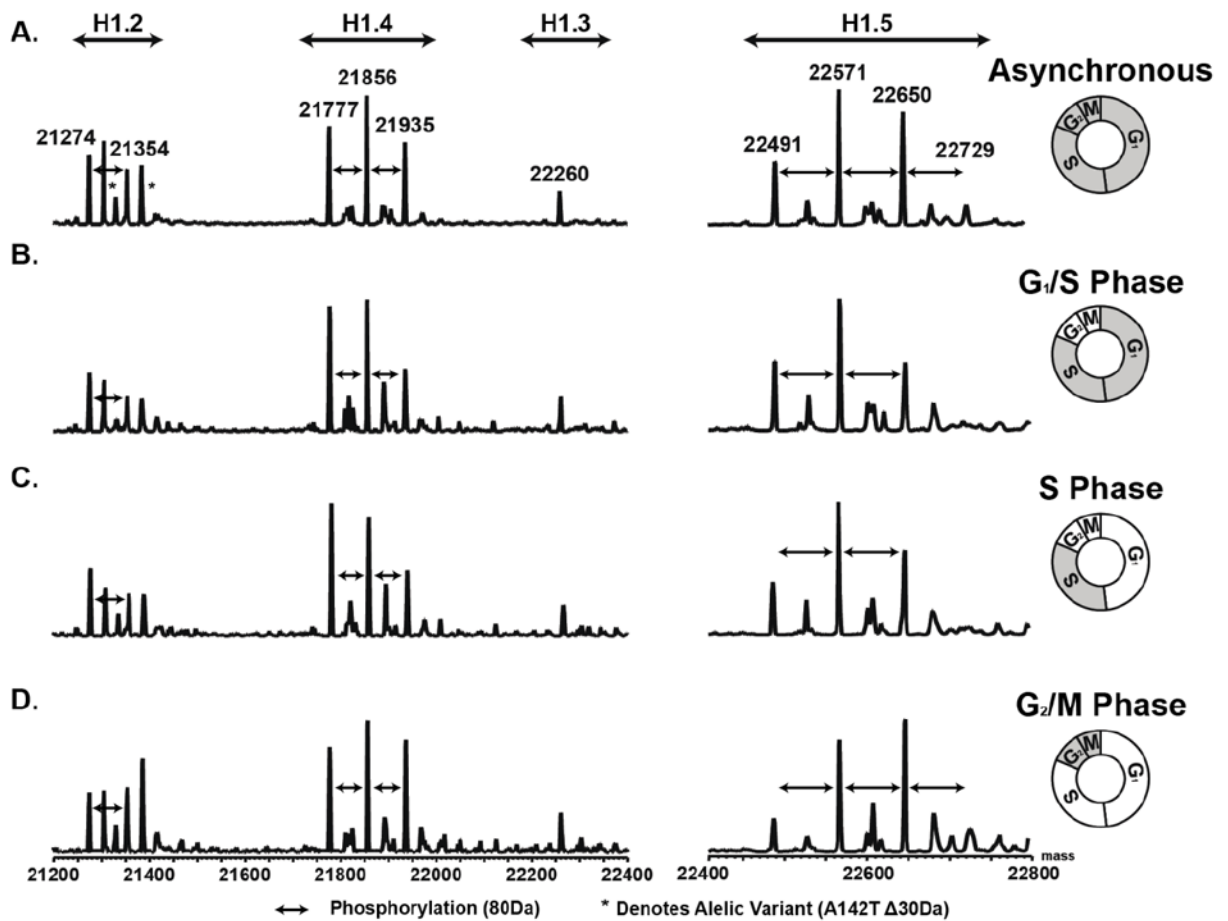 A. H1.2 H1.4 H1.3 H1.5
Asynchronous
21856 22571
21777 22650
21274 21354 21935 22260 22491 22729
* *
G₂ M G₁ S
B.
G₁/S Phase
G₂ M G₁ S
C.
S Phase
G₂ M G₁ S
D.
G₂/M Phase
G₂ M G₁ S
mass
21200 21400 21600 21800 22000 22200 22400 22400 22600 22800
Phosphorylation (80Da) * Denotes Alelic Variant (A142T Δ30Da)